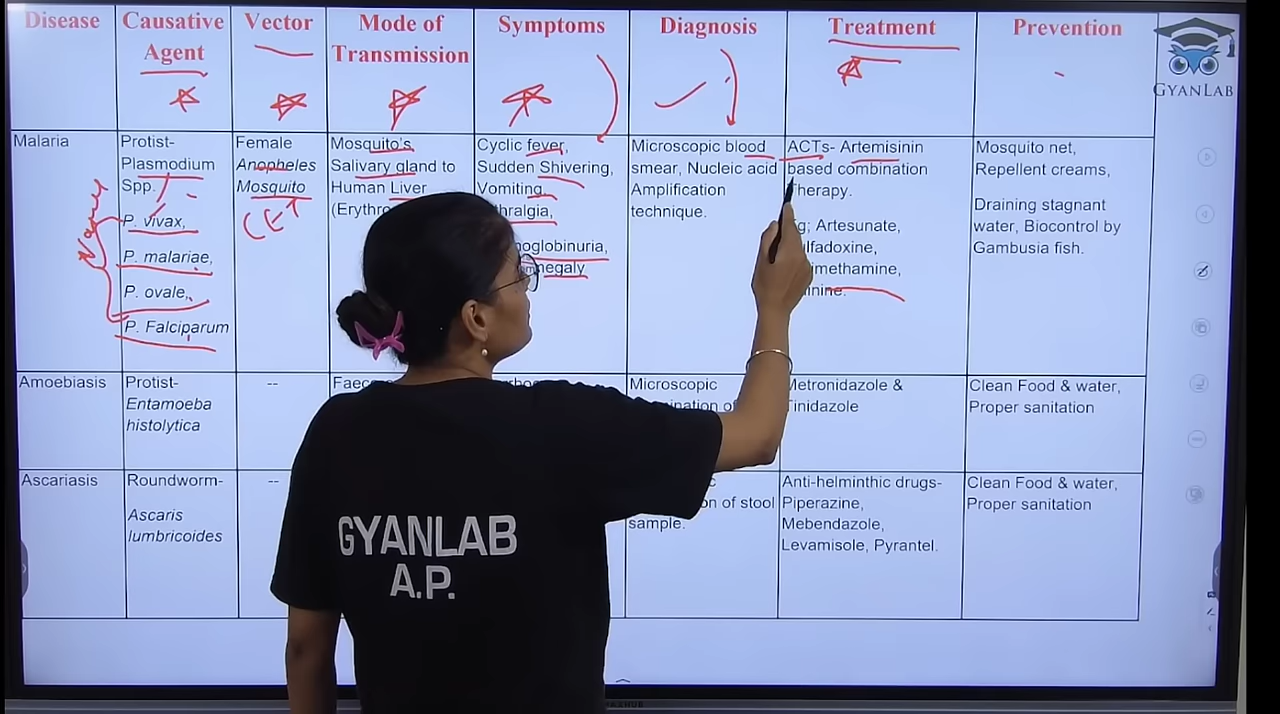 Disease
Causative
Agent
Vector
Mode of
Transmission
Symptoms
Diagnosis
Treatment
Prevention
GYANLAB
Malaria
Protist-
Plasmodium
Spp.
P. vivax,
P. malariae,
P. ovale,
P. Falciparum
Female
Anopheles
Mosquito
Mosquito's
Salivary gland to
Human Liver
Cyclic fever,
Sudden Shivering,
Vomiting,
Microscopic blood
smear, Nucleic acid
Amplification
technique.
ACTs- Artemisinin
based combination
Therapy.
Artesunate,
Mosquito net,
Repellent creams,
Draining stagnant
water, Biocontrol by
Gambusia fish.
Amoebiasis
Protist-
Entamoeba
histolytica
--
Microscopic
Metronidazole &
Tinidazole
Clean Food & water,
Proper sanitation
Ascariasis
Roundworm-
Ascaris
lumbricoides
--
of stool
sample.
Anti-helminthic drugs-
Piperazine,
Mebendazole,
Levamisole, Pyrantel.
Clean Food & water,
Proper sanitation
GYANLAB
A.P.